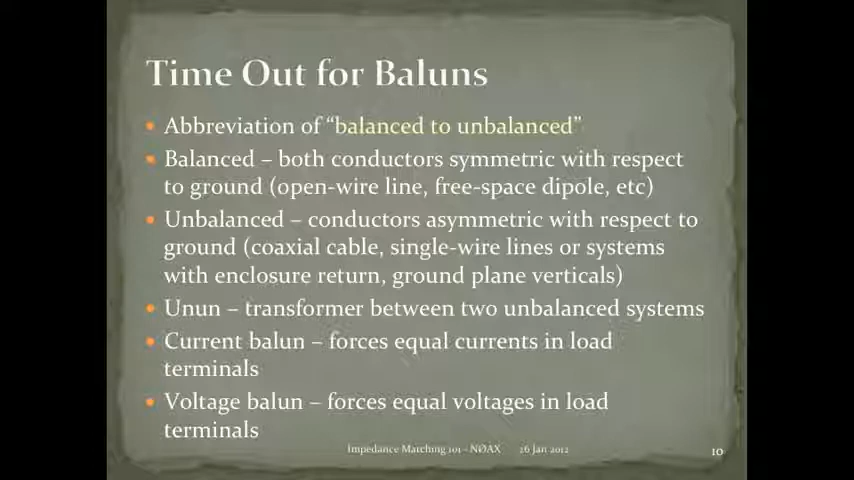 Time Out for Baluns
• Abbreviation of “balanced to unbalanced”
• Balanced – both conductors symmetric with respect
to ground (open-wire line, free-space dipole, etc)
• Unbalanced – conductors asymmetric with respect to
ground (coaxial cable, single-wire lines or systems
with enclosure return, ground plane verticals)
• Unun – transformer between two unbalanced systems
• Current balun – forces equal currents in load
terminals
• Voltage balun – forces equal voltages in load
terminals
Impedance Matching 101 - NØAX 26 Jan 2012 10